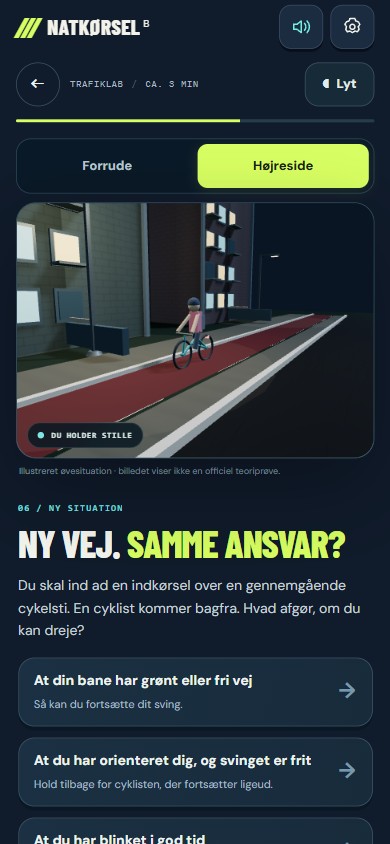 NATKØRSEL B
TRAFIKLAB / CA. 3 MIN
Lyt
Forrude
Højreside
DU HOLDER STILLE
Illustreret øvesituation · billedet viser ikke en officiel teoriprøve.
06 / NY SITUATION
NY VEJ. SAMME ANSVAR?
Du skal ind ad en indkørsel over en gennemgående
cykelsti. En cyklist kommer bagfra. Hvad afgør, om du
kan dreje?
At din bane har grønt eller fri vej
Så kan du fortsætte dit sving.
At du har orienteret dig, og svinget er frit
Hold tilbage for cyklisten, der fortsætter ligeud.
At du har blinket i god tid